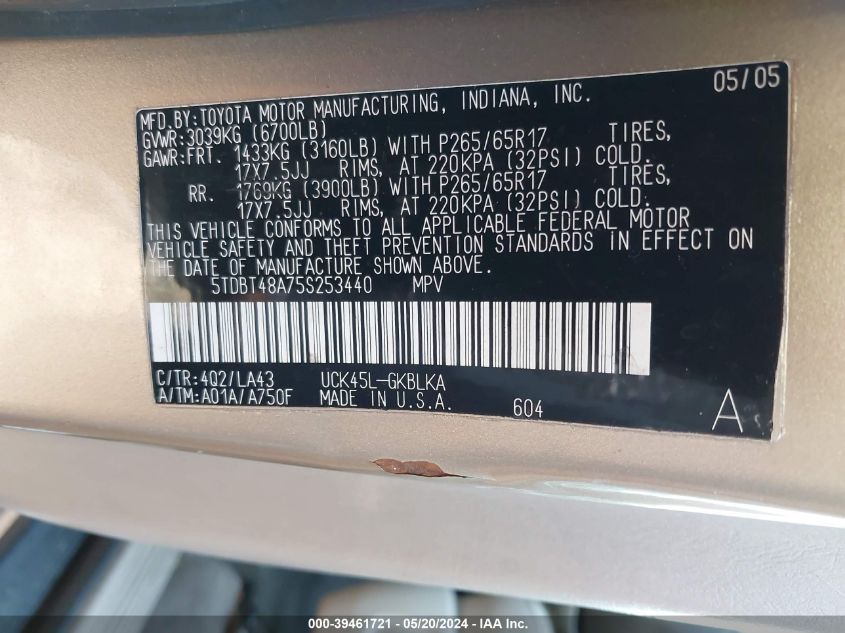 05/05
MFD.BY:TOYOTA MOTOR MANUFACTURING, INDIANA, INC.
GVWR:3039KG (6700LB)
GAWR:FRT. 1433KG (3160LB) WITH P265/65R17 TIRES,
17X7.5JJ RIMS, AT 220KPA (32PSI) COLD.
RR. 1769KG (3900LB) WITH P265/65R17 TIRES,
17X7.5JJ RIMS, AT 220KPA (32PSI) COLD.
THIS VEHICLE CONFORMS TO ALL APPLICABLE FEDERAL MOTOR
VEHICLE SAFETY AND THEFT PREVENTION STANDARDS IN EFFECT ON
THE DATE OF MANUFACTURE SHOWN ABOVE.
5TDBT48A75S253440 MPV
C/TR:4Q2/LA43 UCK45L-GKBLKA
A/TM:A01A/A750F MADE IN U.S.A. 604 A
000-39461721 - 05/20/2024 - IAA Inc.